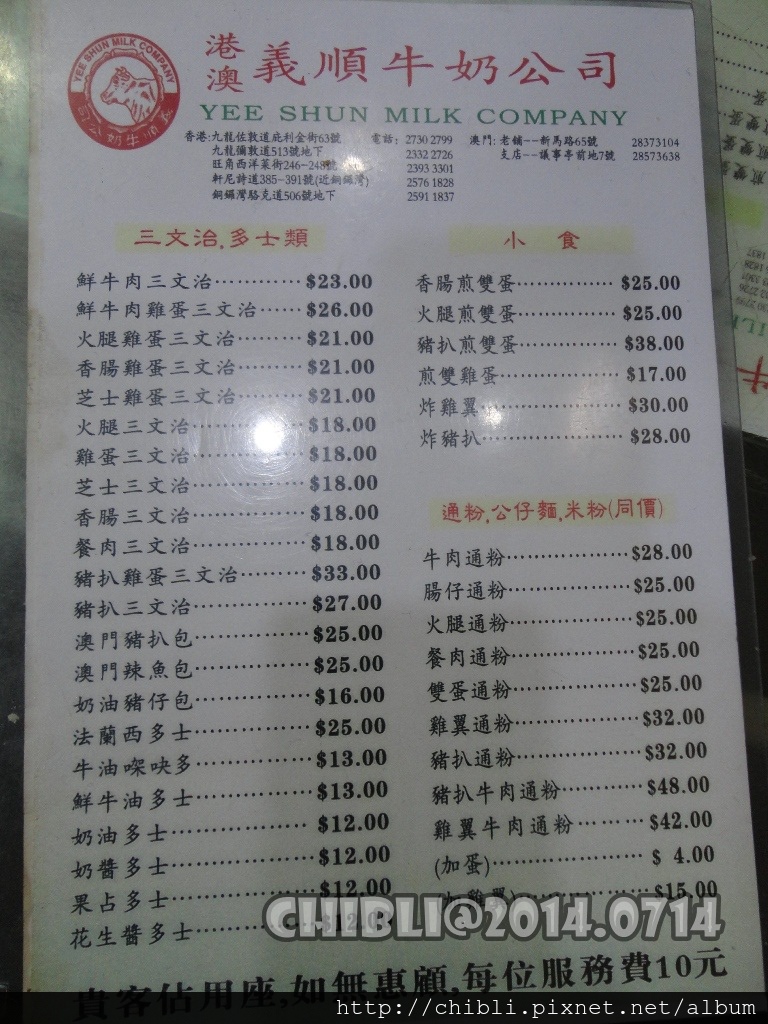 YEE SHUN MILK COMPANY
義順牛奶公司
港澳 義順牛奶公司
YEE SHUN MILK COMPANY
香港:九龍佐敦道庇利金街63號 電話: 2730 2799 澳門: 老舖--新馬路65號 28373104
九龍彌敦道513號地下 2332 2726 支店--議事亭前地7號 28573638
旺角西洋菜街246-248號 2393 3301
軒尼詩道385-391號(近銅鑼灣) 2576 1828
銅鑼灣駱克道506號地下 2591 1837
三文治.多士類
鮮牛肉三文治............$23.00
鮮牛肉雞蛋三文治......$26.00
火腿雞蛋三文治.........$21.00
香腸雞蛋三文治.........$21.00
芝士雞蛋三文治.........$21.00
火腿三文治...............$18.00
雞蛋三文治...............$18.00
芝士三文治...............$18.00
香腸三文治...............$18.00
餐肉三文治...............$18.00
豬扒雞蛋三文治.........$33.00
豬扒三文治...............$27.00
澳門豬扒包...............$25.00
澳門辣魚包...............$25.00
奶油豬仔包...............$16.00
法蘭西多士...............$25.00
牛油㗎央多...............$13.00
鮮牛油多士...............$13.00
奶油多士..................$12.00
奶醬多士..................$12.00
果占多士..................$12.00
花生醬多士...............$12.00
小 食
香腸煎雙蛋...............$25.00
火腿煎雙蛋...............$25.00
豬扒煎雙蛋...............$38.00
煎雙雞蛋..................$17.00
炸雞翼.....................$30.00
炸豬扒.....................$28.00
通粉.公仔麵.米粉(同價)
牛肉通粉..................$28.00
腸仔通粉..................$25.00
火腿通粉..................$25.00
餐肉通粉..................$25.00
雙蛋通粉..................$25.00
雞翼通粉..................$32.00
豬扒通粉..................$32.00
豬扒牛肉通粉............$48.00
雞翼牛肉通粉.........$42.00
(加蛋).....................$ 4.00
(加雞翼)..................$15.00
CHIBLI@2014.0714
貴客佔用座,如無惠顧,每位服務費10元
http://chibli.pixnet.net/album